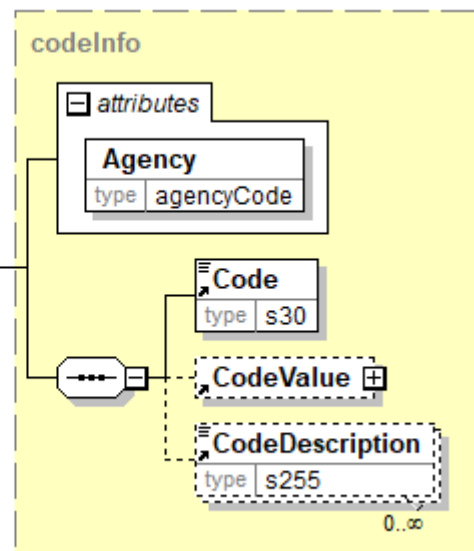 codeInfo
attributes
Agency
type agencyCode
Code
type s30
CodeValue
CodeDescription
type s255
0..∞